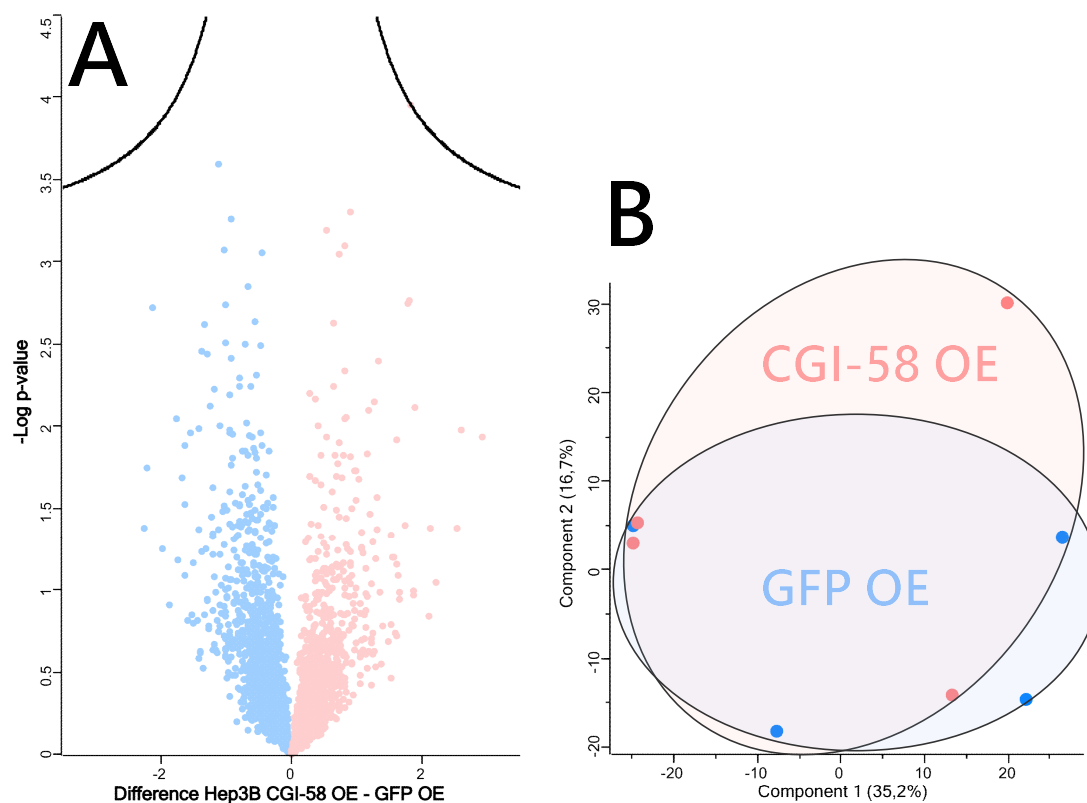 A
4.5
4
3.5
3
2.5
2
1.5
1
0.5
0
-Log p-value
-2 0 2
Difference Hep3B CGI-58 OE - GFP OE
B
30
20
10
0
-10
-20
Component 2 (16,7%)
CGI-58 OE
GFP OE
-20 -10 0 10 20
Component 1 (35,2%)